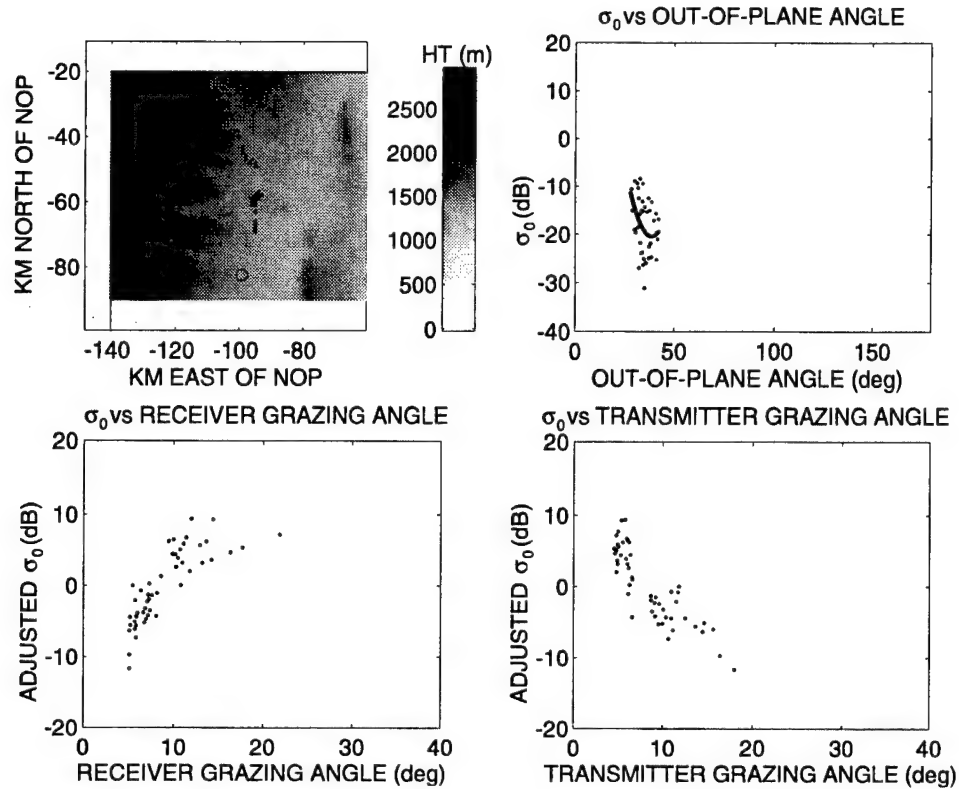 HT (m)
-20
-40
-60
-80
KM NORTH OF NOP
-140 -120 -100 -80
KM EAST OF NOP
2500
2000
1500
1000
500
0
σ₀ vs OUT-OF-PLANE ANGLE
20
10
0
-10
-20
-30
-40
σ₀ (dB)
0 50 100 150
OUT-OF-PLANE ANGLE (deg)
σ₀ vs RECEIVER GRAZING ANGLE
20
10
0
-10
-20
ADJUSTED σ₀ (dB)
0 10 20 30 40
RECEIVER GRAZING ANGLE (deg)
σ₀ vs TRANSMITTER GRAZING ANGLE
20
10
0
-10
-20
ADJUSTED σ₀ (dB)
0 10 20 30 40
TRANSMITTER GRAZING ANGLE (deg)